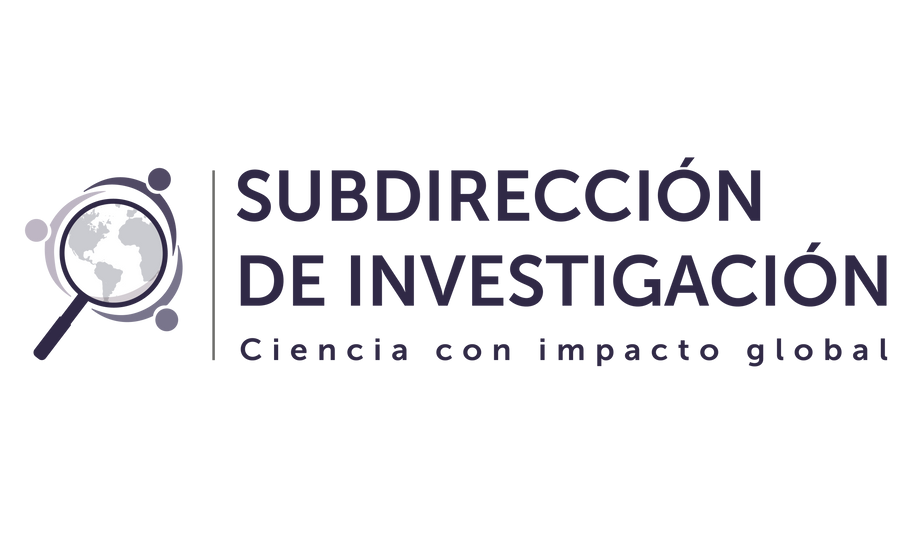 SUBDIRECCIÓN
DE INVESTIGACIÓN
Ciencia con impacto global